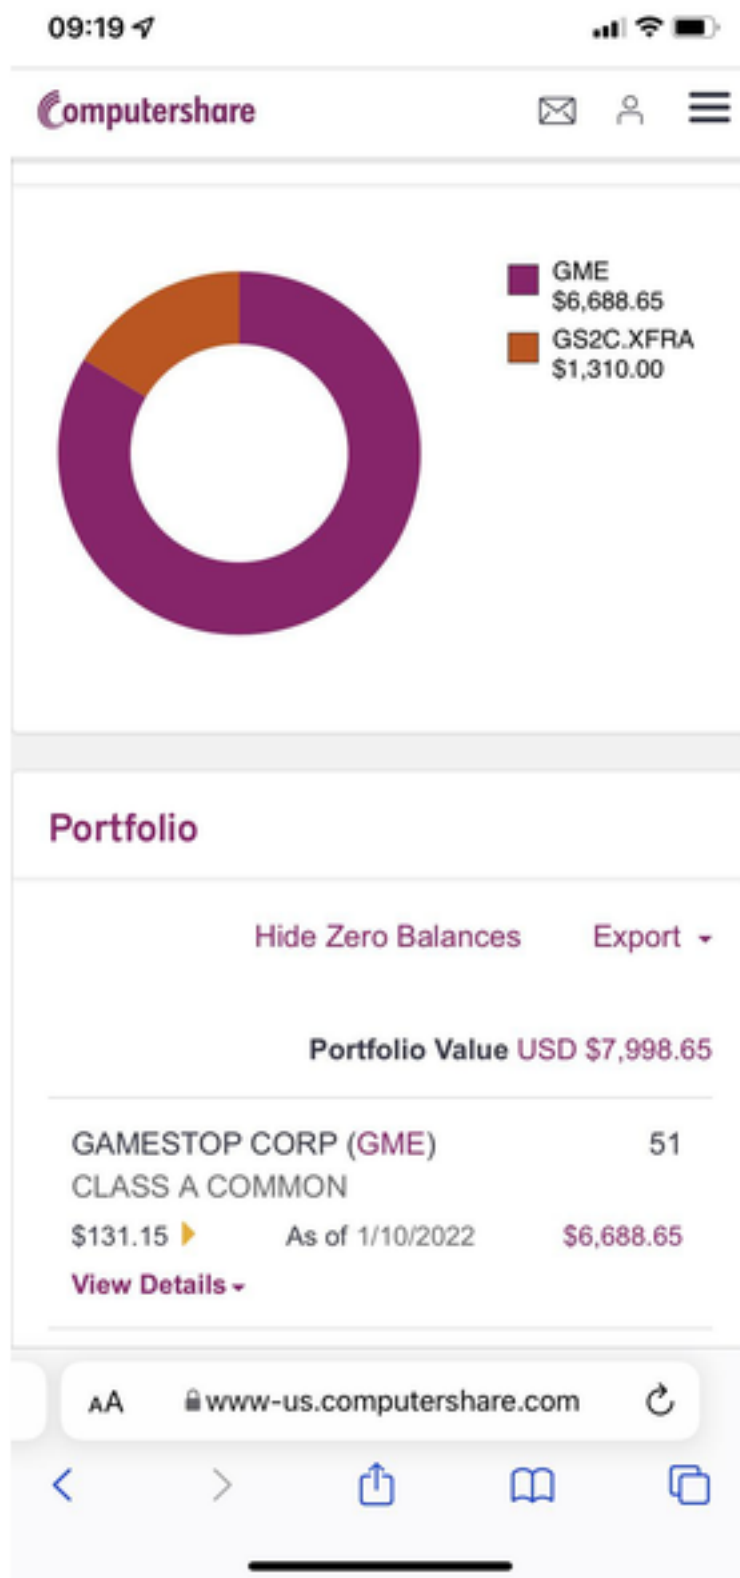 09:19
Computershare
GME
$6,688.65
GS2C.XFRA
$1,310.00
Portfolio
Hide Zero Balances Export
Portfolio Value USD $7,998.65
GAMESTOP CORP (GME) 51
CLASS A COMMON
$131.15 As of 1/10/2022 $6,688.65
View Details
AA www-us.computershare.com